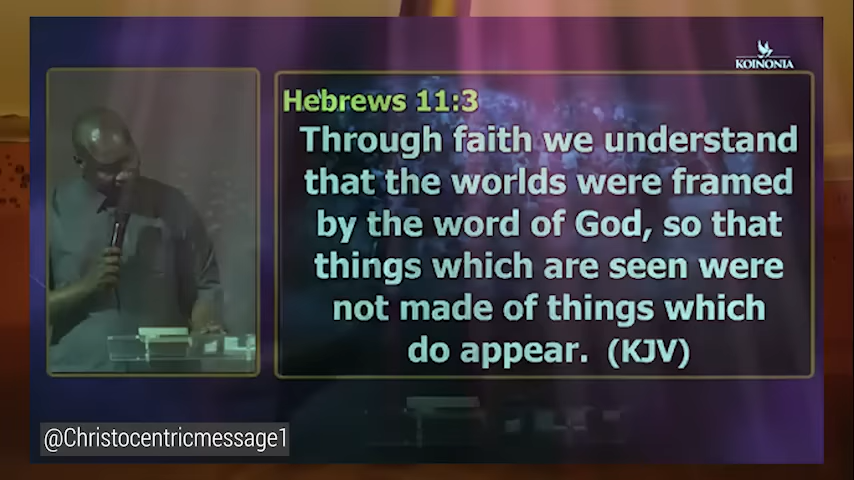 KOINONIA
Hebrews 11:3
Through faith we understand
that the worlds were framed
by the word of God, so that
things which are seen were
not made of things which
do appear. (KJV)
@Christocentricmessage1